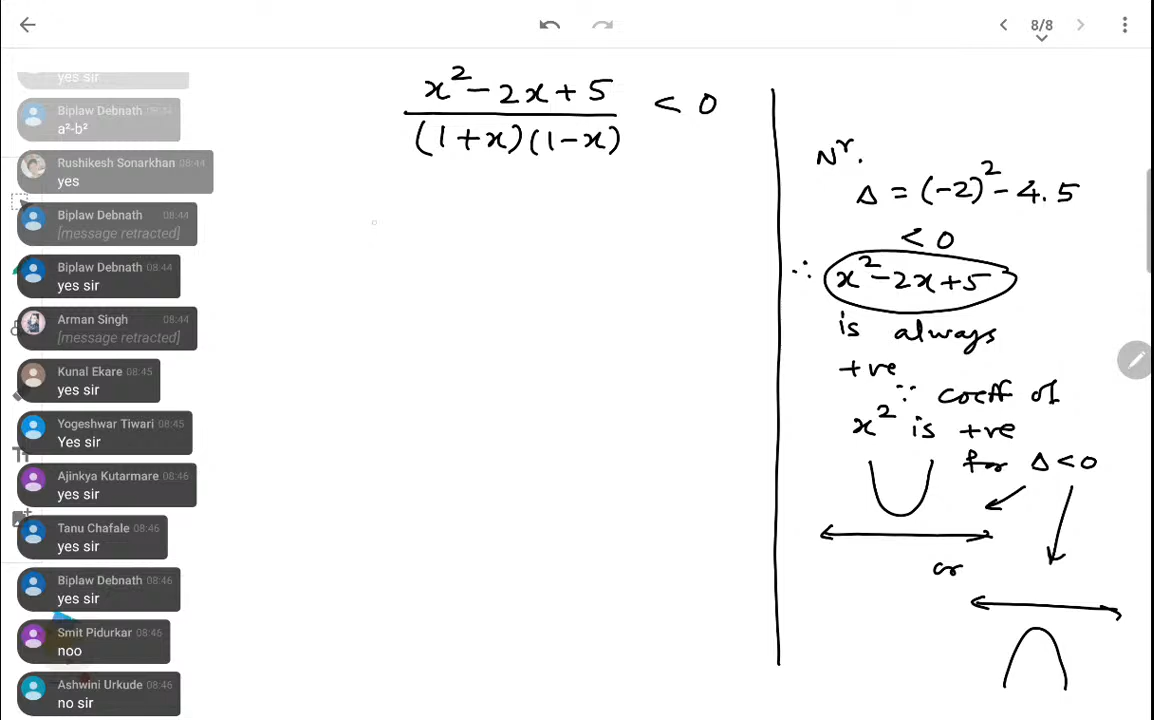 8/8
yes sir
Biplaw Debnath 08:44
a²-b²
Rushikesh Sonarkhan 08:44
yes
Biplaw Debnath 08:44
[message retracted]
Biplaw Debnath 08:44
yes sir
Arman Singh 08:44
[message retracted]
Kunal Ekare 08:45
yes sir
Yogeshwar Tiwari 08:45
Yes sir
Ajinkya Kutarmare 08:46
yes sir
Tanu Chafale 08:46
yes sir
Biplaw Debnath 08:46
yes sir
Smit Pidurkar 08:46
noo
Ashwini Urkude 08:46
no sir
x²-2x+5
(1+x)(1-x)
< 0
Nr.
Δ = (-2)² - 4.5
< 0
∴ x²-2x+5
is always
+ve
∵ coeff of
x² is +ve
for Δ < 0
or